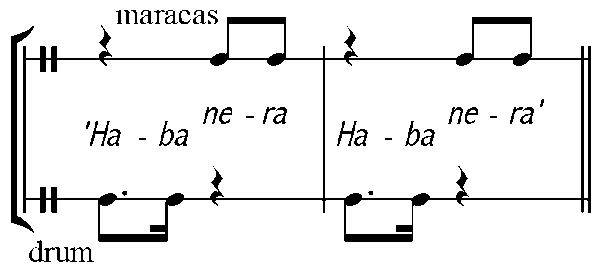 maracas
ne - ra ne - ra'
'Ha - ba Ha - ba
drum